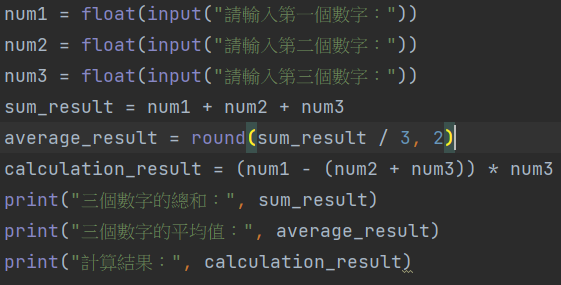 num1 = float(input("請輸入第一個數字："))
num2 = float(input("請輸入第二個數字："))
num3 = float(input("請輸入第三個數字："))
sum_result = num1 + num2 + num3
average_result = round(sum_result / 3, 2)
calculation_result = (num1 - (num2 + num3)) * num3
print("三個數字的總和：", sum_result)
print("三個數字的平均值：", average_result)
print("計算結果：", calculation_result)